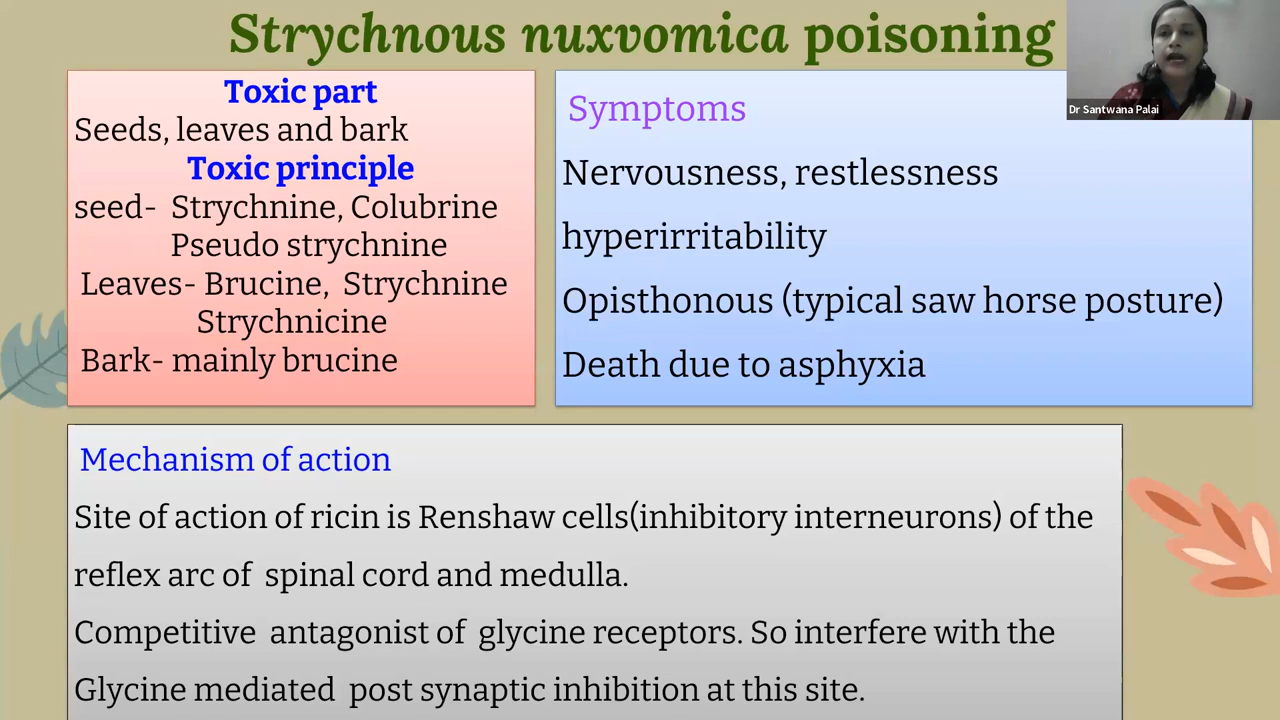 Strychnous nuxvomica poisoning
Dr Santwana Palai
Toxic part
Seeds, leaves and bark
Toxic principle
seed- Strychnine, Colubrine
Pseudo strychnine
Leaves- Brucine, Strychnine
Strychnicine
Bark- mainly brucine
Symptoms
Nervousness, restlessness
hyperirritability
Opisthonous (typical saw horse posture)
Death due to asphyxia
Mechanism of action
Site of action of ricin is Renshaw cells(inhibitory interneurons) of the
reflex arc of spinal cord and medulla.
Competitive antagonist of glycine receptors. So interfere with the
Glycine mediated post synaptic inhibition at this site.